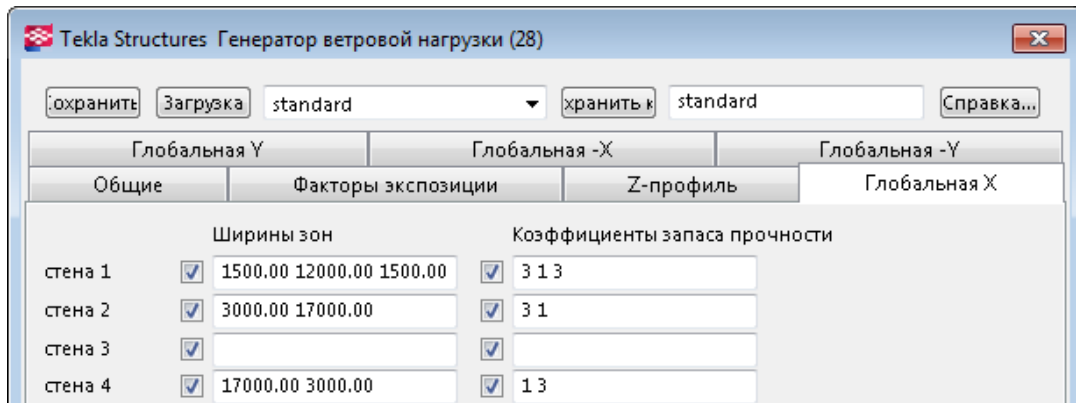 Tekla Structures Генератор ветровой нагрузки (28)
Сохранить Загрузка standard хранить к standard Справка...
Глобальная Y Глобальная -X Глобальная -Y
Общие Факторы экспозиции Z-профиль Глобальная X
Ширины зон Коэффициенты запаса прочности
стена 1 1500.00 12000.00 1500.00 3 1 3
стена 2 3000.00 17000.00 3 1
стена 3
стена 4 17000.00 3000.00 1 3